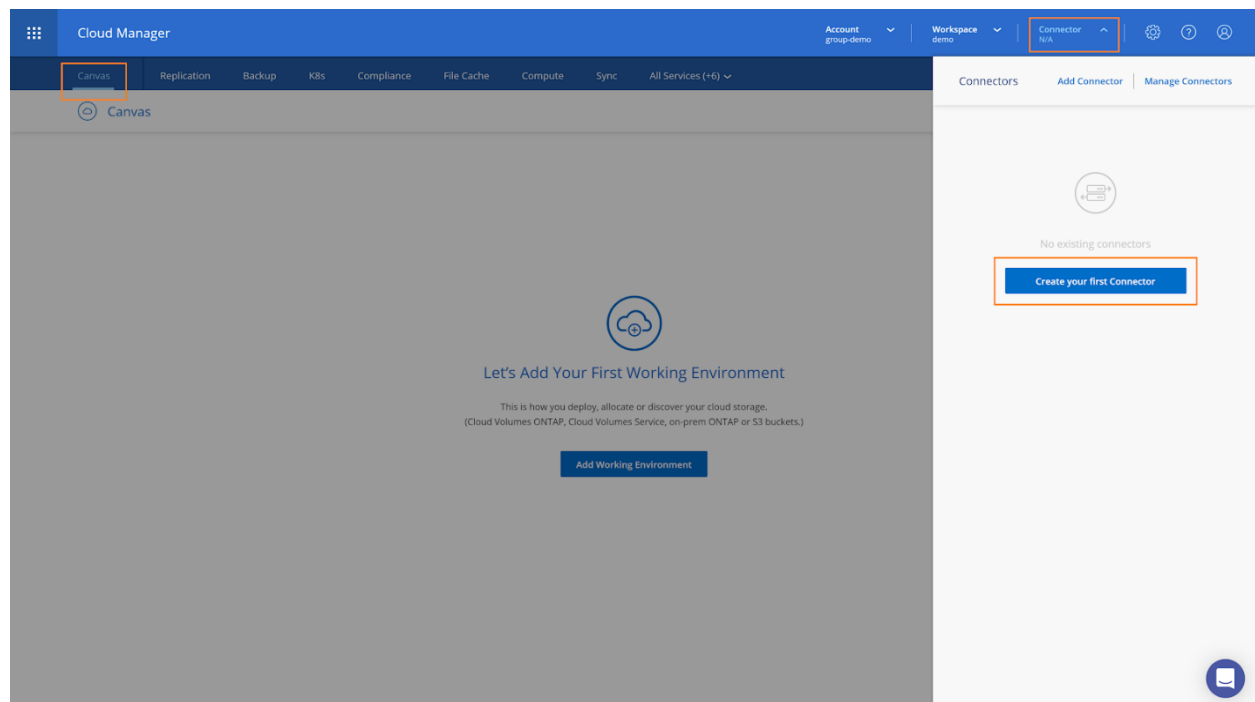 Cloud Manager
Account
group-demo
Workspace
demo
Connector
N/A
Canvas
Replication
Backup
K8s
Compliance
File Cache
Compute
Sync
All Services (+6)
Connectors
Add Connector
Manage Connectors
Canvas
No existing connectors
Create your first Connector
Let's Add Your First Working Environment
This is how you deploy, allocate or discover your cloud storage.
(Cloud Volumes ONTAP, Cloud Volumes Service, on-prem ONTAP or S3 buckets.)
Add Working Environment